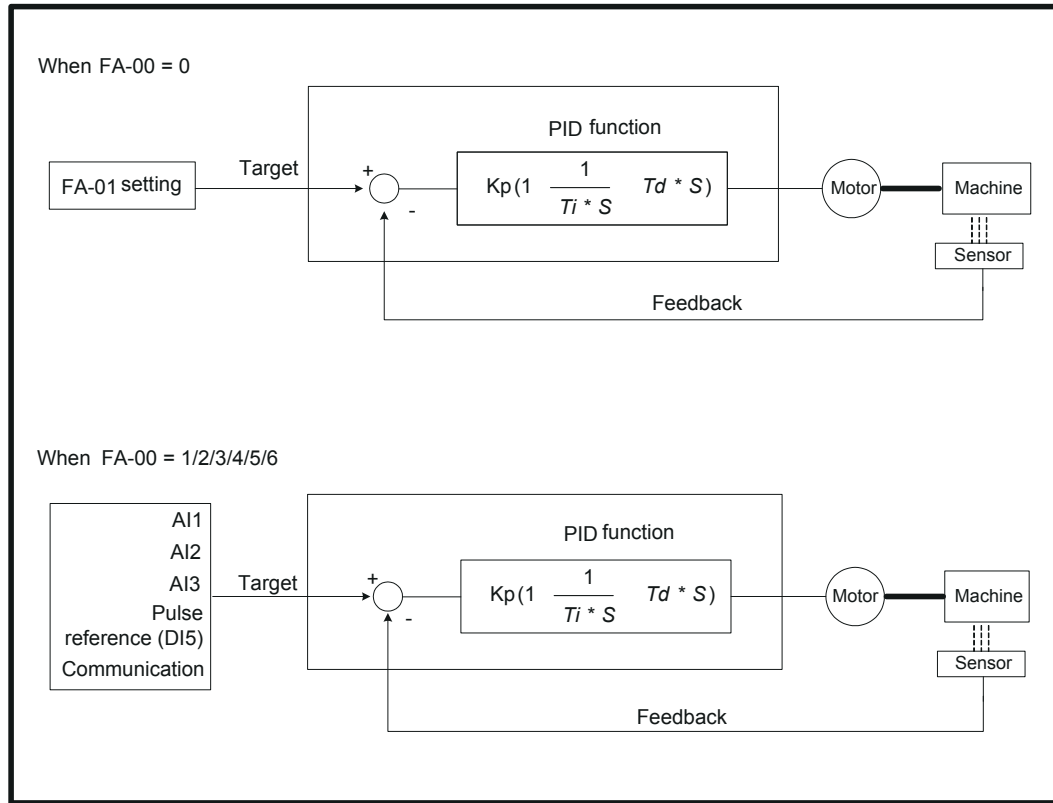 When FA-00 = 0
PID function
Target
FA-01 setting
+
-
Kp(1 1/Ti * S Td * S)
Motor
Machine
Sensor
Feedback
When FA-00 = 1/2/3/4/5/6
AI1
AI2
AI3
Pulse
reference (DI5)
Communication
Target
PID function
+
-
Kp(1 1/Ti * S Td * S)
Motor
Machine
Sensor
Feedback